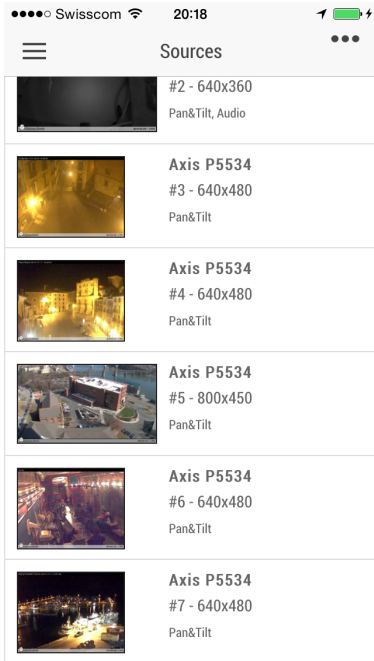 Swisscom 20:18
Sources
#2 - 640x360
Pan&Tilt, Audio
Axis P5534
#3 - 640x480
Pan&Tilt
Axis P5534
#4 - 640x480
Pan&Tilt
Axis P5534
#5 - 800x450
Pan&Tilt
Axis P5534
#6 - 640x480
Pan&Tilt
Axis P5534
#7 - 640x480
Pan&Tilt